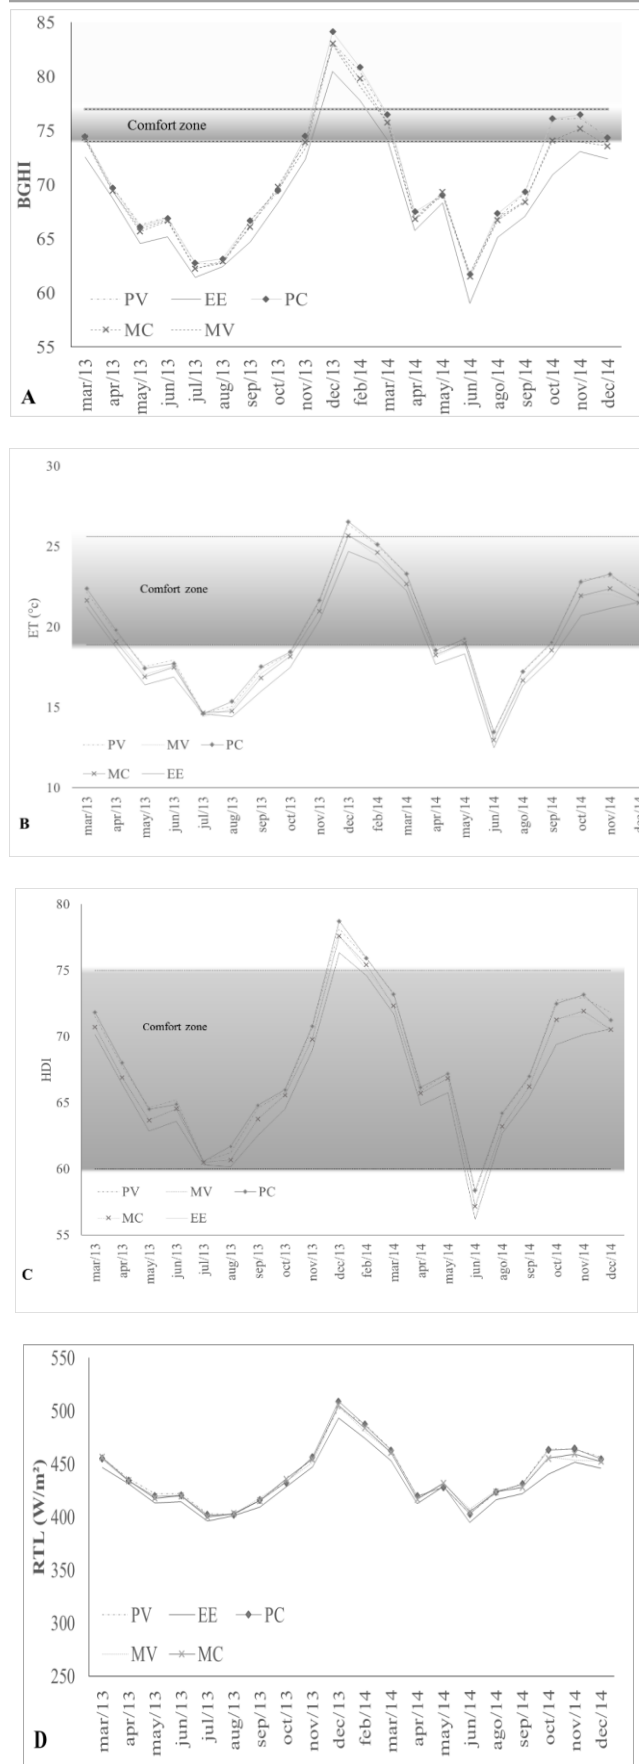 85
80
75
70
65
60
55
BGHI
Comfort zone
PV EE PC
MC MV
mar/13 apr/13 may/13 jun/13 jul/13 aug/13 sep/13 oct/13 nov/13 dec/13 feb/14 mar/14 apr/14 may/14 jun/14 ago/14 sep/14 oct/14 nov/14 dec/14
A
30
25
20
15
10
ET (°c)
Comfort zone
PV MV PC
MC EE
mar/13 apr/13 may/13 jun/13 jul/13 aug/13 sep/13 oct/13 nov/13 dec/13 feb/14 mar/14 apr/14 may/14 jun/14 ago/14 sep/14 oct/14 nov/14
B
80
75
70
65
60
55
HDI
Comfort zone
PV MV PC
MC EE
mar/13 apr/13 may/13 jun/13 jul/13 aug/13 sep/13 oct/13 nov/13 dec/13 feb/14 mar/14 apr/14 may/14 jun/14 ago/14 sep/14 oct/14 nov/14 dec/14
C
550
500
450
400
350
300
250
RTL (W/m²)
PV EE PC
MV MC
mar/13 apr/13 may/13 jun/13 jul/13 aug/13 sep/13 oct/13 nov/13 dec/13 feb/14 mar/14 apr/14 may/14 jun/14 ago/14 sep/14 oct/14 nov/14 dec/14
D